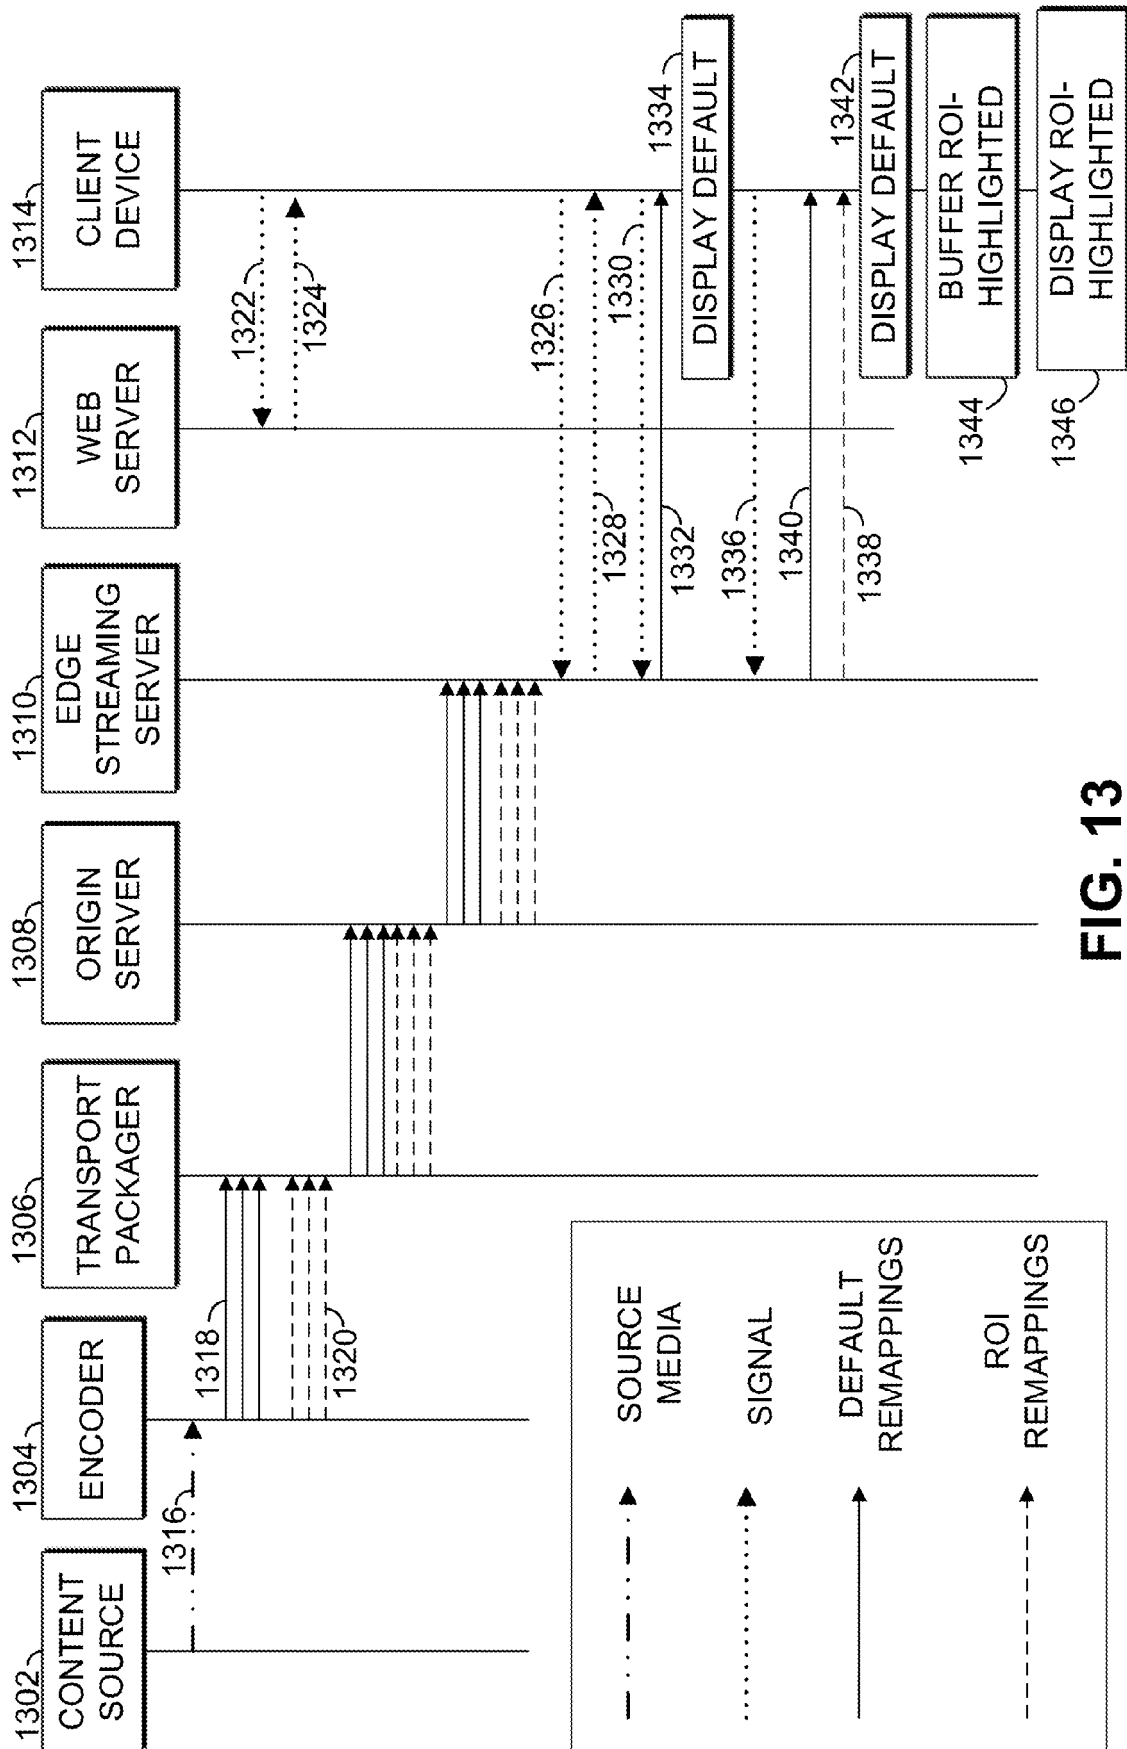 1302
CONTENT
SOURCE
1304
ENCODER
1306
TRANSPORT
PACKAGER
1308
ORIGIN
SERVER
1310
EDGE
STREAMING
SERVER
1312
WEB
SERVER
1314
CLIENT
DEVICE
1316
1318
1320
1322
1324
1326
1328
1330
1332
1334
DISPLAY DEFAULT
1336
1340
1338
1342
DISPLAY DEFAULT
1344
BUFFER ROI-
HIGHLIGHTED
1346
DISPLAY ROI-
HIGHLIGHTED
SOURCE
MEDIA
SIGNAL
DEFAULT
REMAPPINGS
ROI
REMAPPINGS
FIG. 13